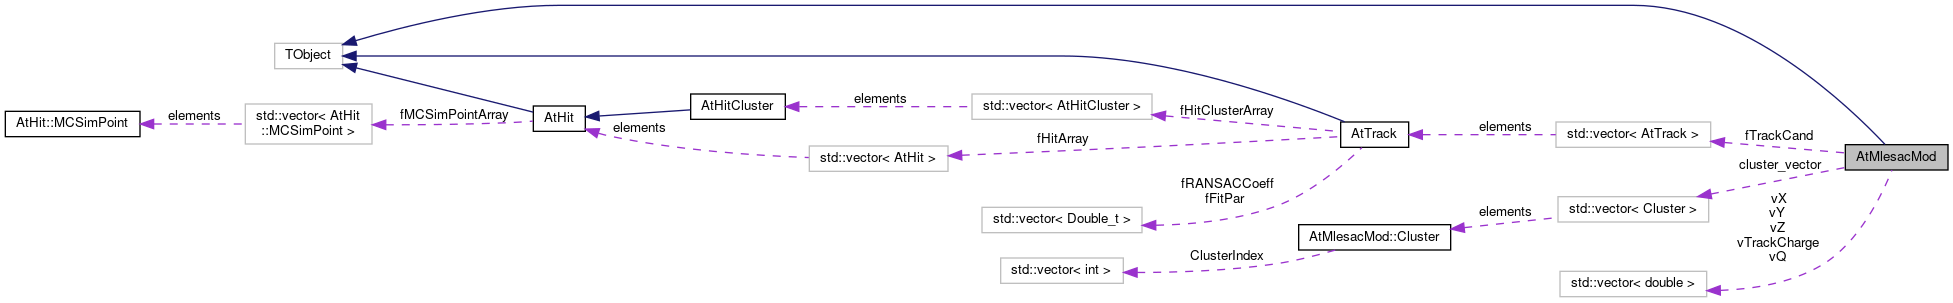 TObject
AtHit::MCSimPoint
elements
std::vector< AtHit
::MCSimPoint >
fMCSimPointArray
AtHit
elements
AtHitCluster
elements
std::vector< AtHitCluster >
std::vector< AtHit >
fHitClusterArray
fHitArray
fRANSACCoeff
fFitPar
std::vector< Double_t >
std::vector< int >
ClusterIndex
AtTrack
AtMlesacMod::Cluster
elements
elements
std::vector< AtTrack >
std::vector< Cluster >
std::vector< double >
fTrackCand
cluster_vector
vX
vY
vZ
vTrackCharge
vQ
AtMlesacMod